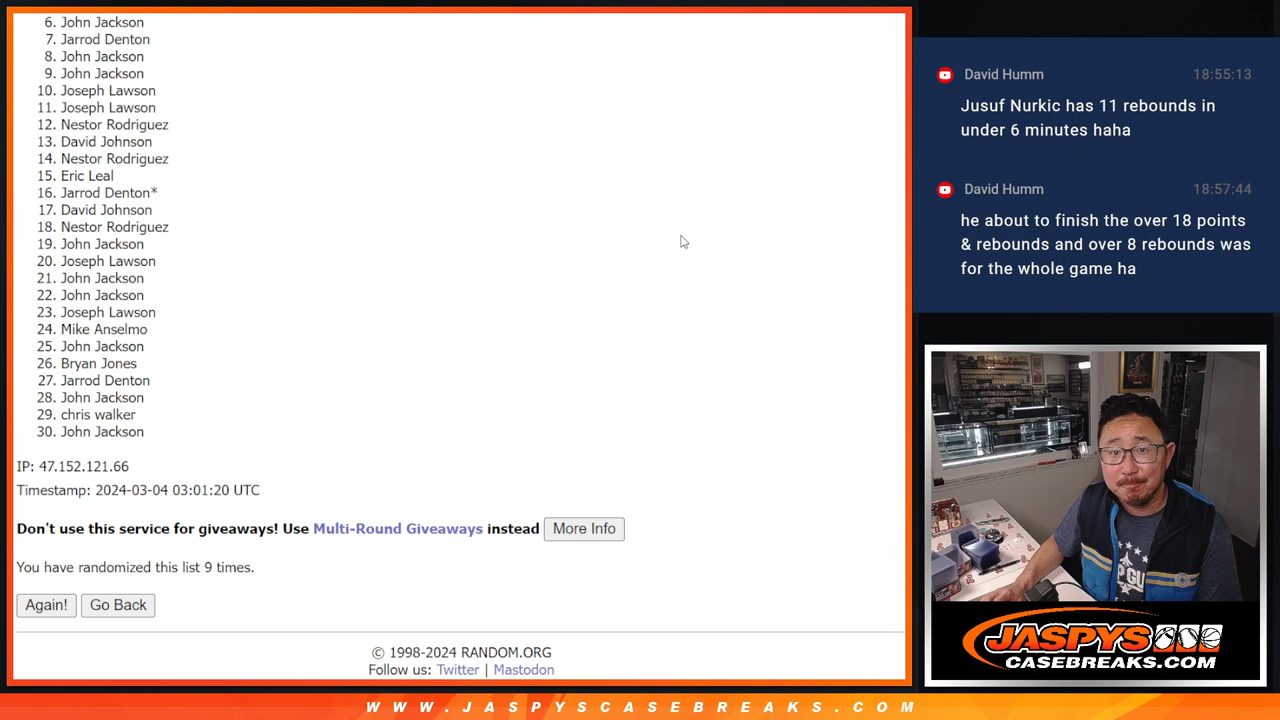 6. John Jackson
7. Jarrod Denton
8. John Jackson
9. John Jackson
10. Joseph Lawson
11. Joseph Lawson
12. Nestor Rodriguez
13. David Johnson
14. Nestor Rodriguez
15. Eric Leal
16. Jarrod Denton*
17. David Johnson
18. Nestor Rodriguez
19. John Jackson
20. Joseph Lawson
21. John Jackson
22. John Jackson
23. Joseph Lawson
24. Mike Anselmo
25. John Jackson
26. Bryan Jones
27. Jarrod Denton
28. John Jackson
29. chris walker
30. John Jackson
IP: 47.152.121.66
Timestamp: 2024-03-04 03:01:20 UTC
Don't use this service for giveaways! Use Multi-Round Giveaways instead More Info
You have randomized this list 9 times.
Again! Go Back
© 1998-2024 RANDOM.ORG
Follow us: Twitter | Mastodon
David Humm 18:55:13
Jusuf Nurkic has 11 rebounds in
under 6 minutes haha
David Humm 18:57:44
he about to finish the over 18 points
& rebounds and over 8 rebounds was
for the whole game ha
JASPYS
CASEBREAKS.COM
WWW.JASPYSCASEBREAKS.COM